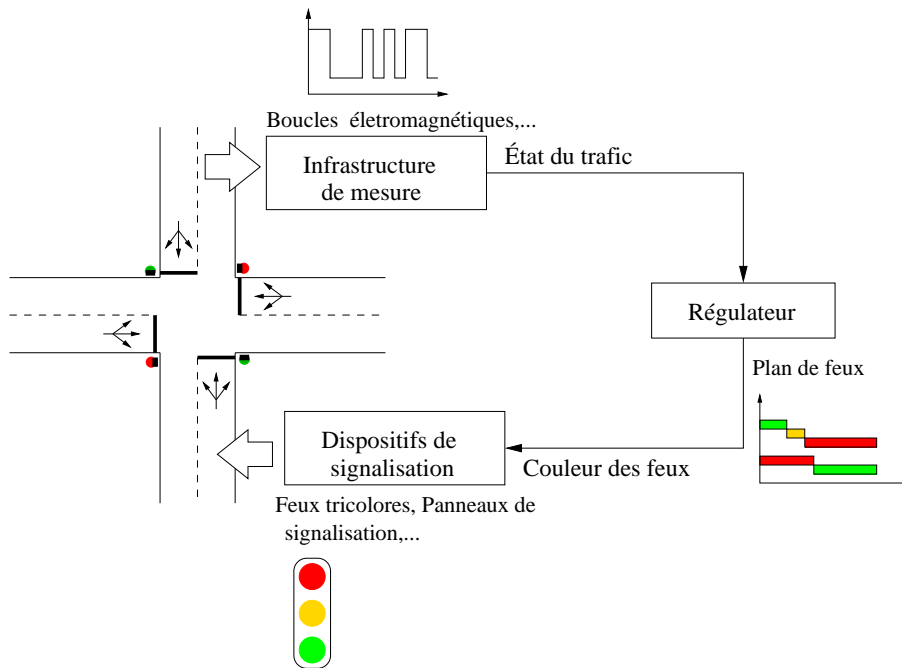 Boucles életromagnétiques,...
Infrastructure
de mesure
État du trafic
Régulateur
Plan de feux
Dispositifs de
signalisation
Couleur des feux
Feux tricolores, Panneaux de
signalisation,...